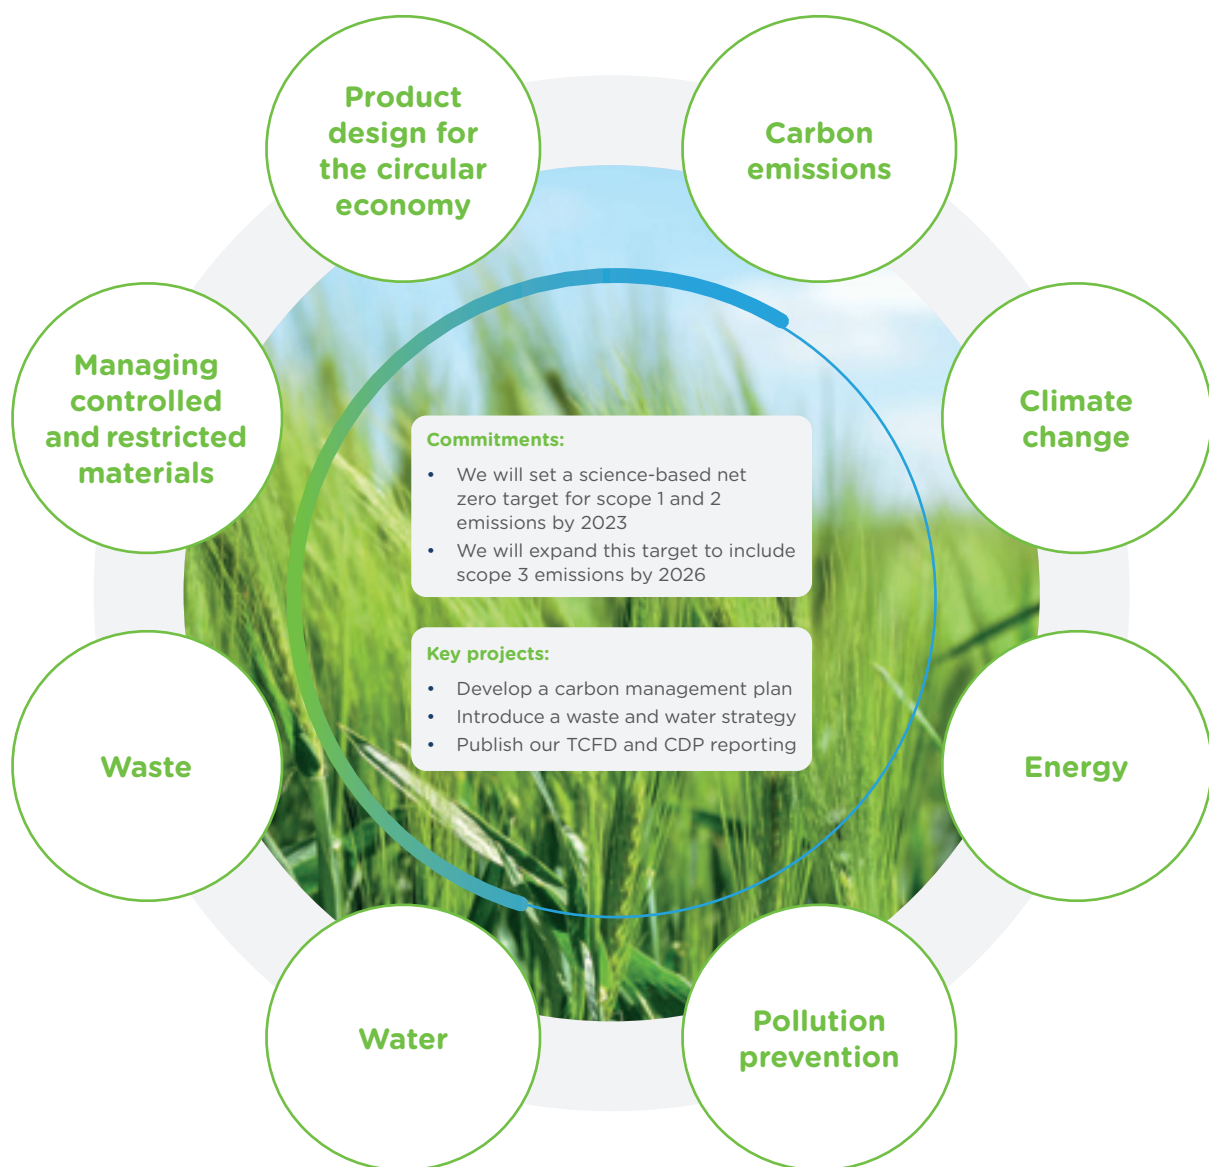 Product
design for
the circular
economy
Carbon
emissions
Managing
controlled
and restricted
materials
Climate
change
Commitments:
• We will set a science-based net
zero target for scope 1 and 2
emissions by 2023
• We will expand this target to include
scope 3 emissions by 2026
Key projects:
• Develop a carbon management plan
• Introduce a waste and water strategy
• Publish our TCFD and CDP reporting
Waste
Energy
Water
Pollution
prevention